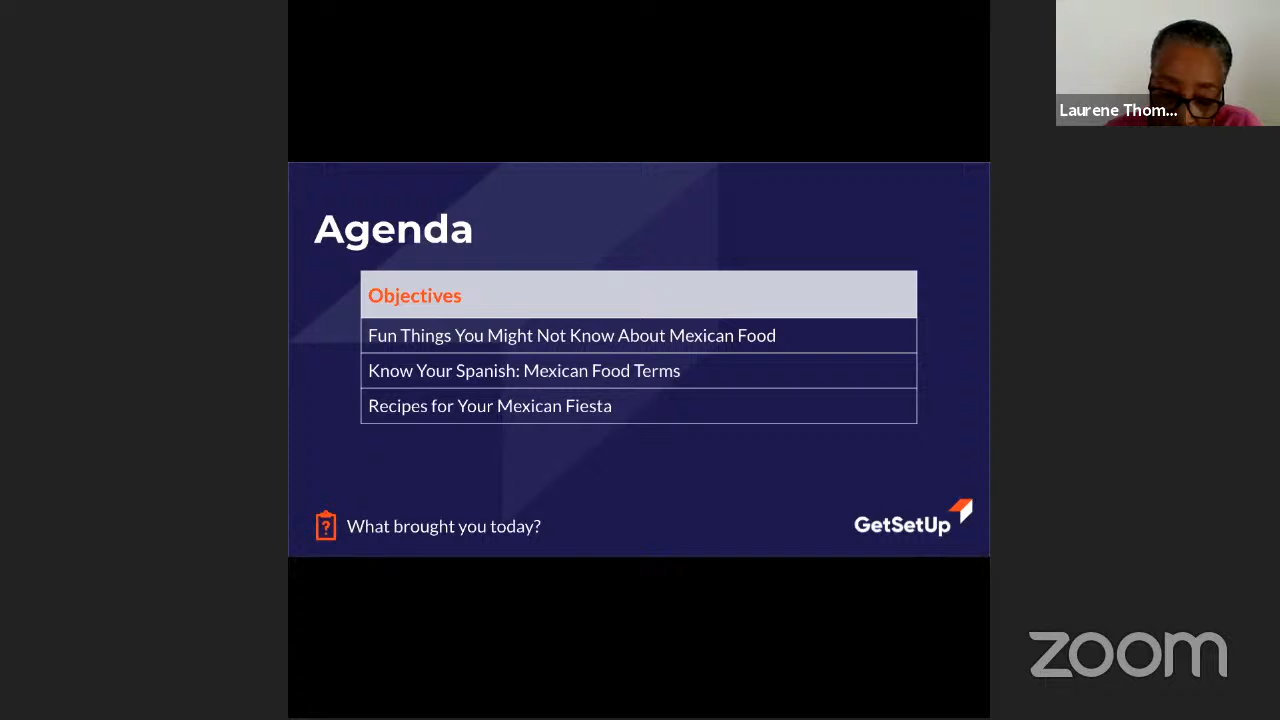 Laurene Thom...
Agenda
Objectives
Fun Things You Might Not Know About Mexican Food
Know Your Spanish: Mexican Food Terms
Recipes for Your Mexican Fiesta
?
What brought you today?
GetSetUp
zoom